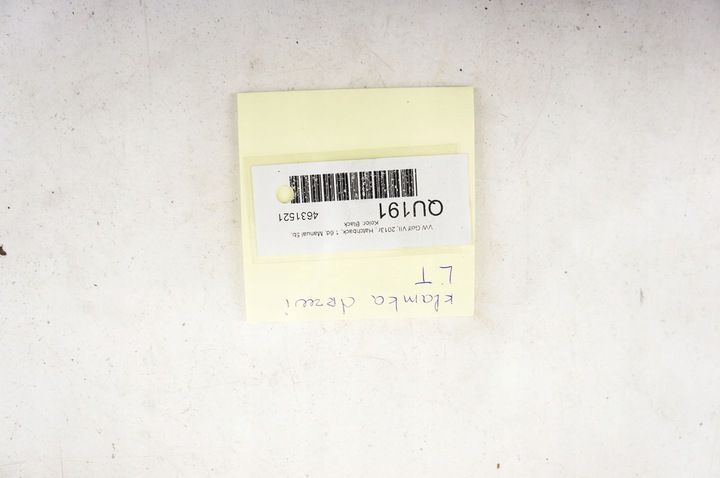 klamka drzwi
LT
VW Golf VII, 2013r., Hatchback, 1.6d, Manual 5b,
Kolor: Black
QU191 4631521